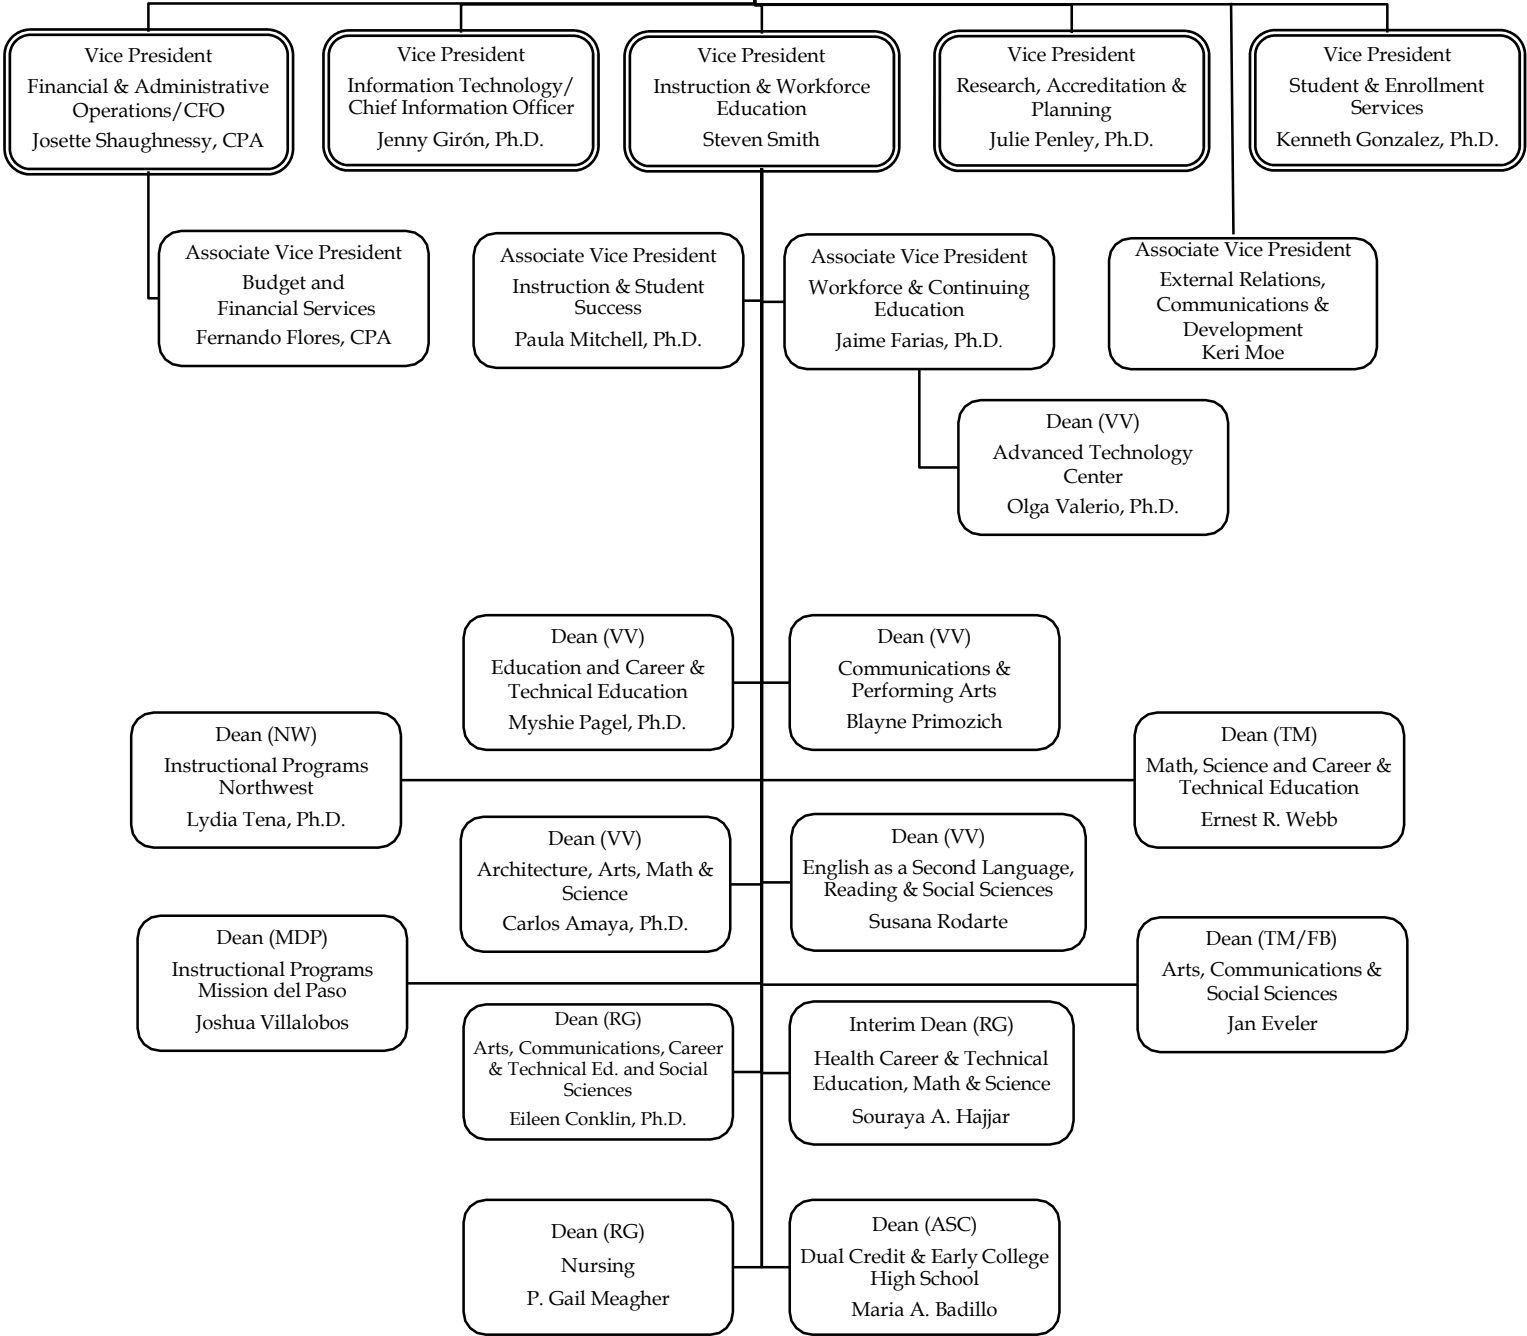 Vice President
Financial & Administrative
Operations/CFO
Josette Shaughnessy, CPA
Vice President
Information Technology/
Chief Information Officer
Jenny Girón, Ph.D.
Vice President
Instruction & Workforce
Education
Steven Smith
Vice President
Research, Accreditation &
Planning
Julie Penley, Ph.D.
Vice President
Student & Enrollment
Services
Kenneth Gonzalez, Ph.D.
Associate Vice President
Budget and
Financial Services
Fernando Flores, CPA
Associate Vice President
Instruction & Student
Success
Paula Mitchell, Ph.D.
Associate Vice President
Workforce & Continuing
Education
Jaime Farias, Ph.D.
Associate Vice President
External Relations,
Communications &
Development
Keri Moe
Dean (VV)
Advanced Technology
Center
Olga Valerio, Ph.D.
Dean (VV)
Education and Career &
Technical Education
Myshie Pagel, Ph.D.
Dean (VV)
Communications &
Performing Arts
Blayne Primozich
Dean (NW)
Instructional Programs
Northwest
Lydia Tena, Ph.D.
Dean (TM)
Math, Science and Career &
Technical Education
Ernest R. Webb
Dean (VV)
Architecture, Arts, Math &
Science
Carlos Amaya, Ph.D.
Dean (VV)
English as a Second Language,
Reading & Social Sciences
Susana Rodarte
Dean (MDP)
Instructional Programs
Mission del Paso
Joshua Villalobos
Dean (TM/FB)
Arts, Communications &
Social Sciences
Jan Eveler
Dean (RG)
Arts, Communications, Career
& Technical Ed. and Social
Sciences
Eileen Conklin, Ph.D.
Interim Dean (RG)
Health Career & Technical
Education, Math & Science
Souraya A. Hajjar
Dean (RG)
Nursing
P. Gail Meagher
Dean (ASC)
Dual Credit & Early College
High School
Maria A. Badillo